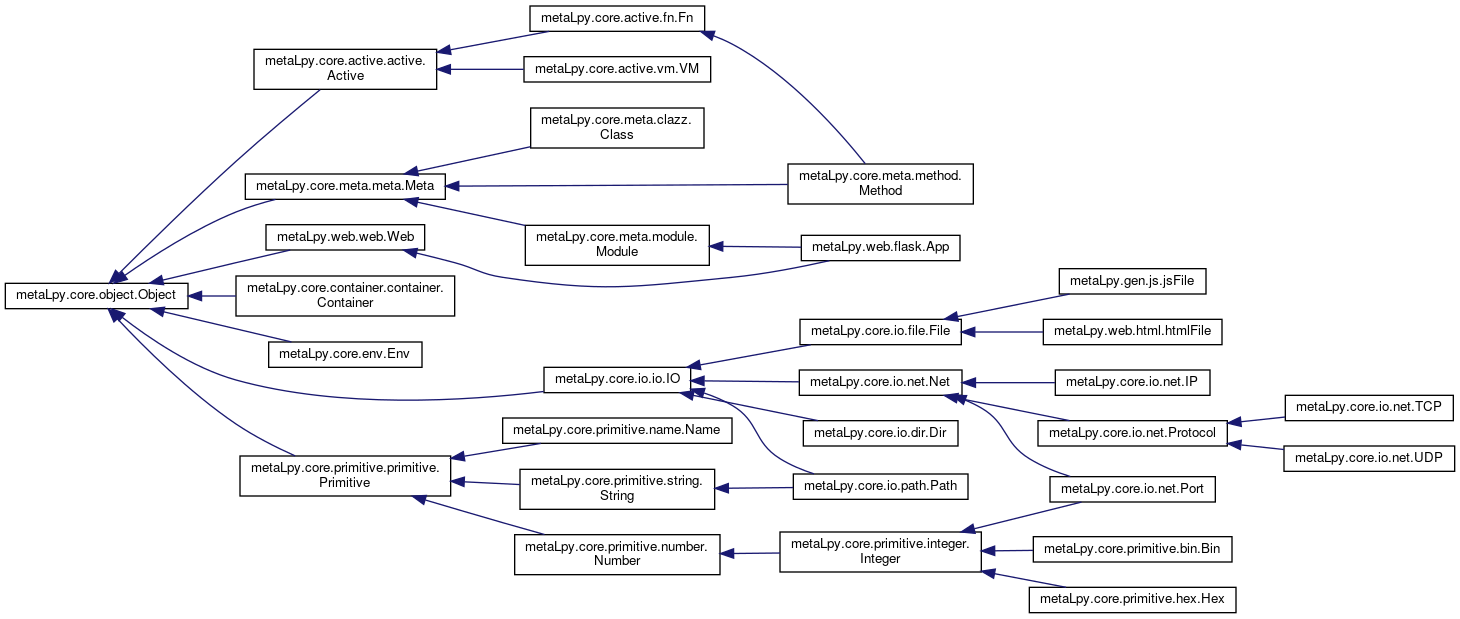 metaLpy.core.active.fn.Fn
metaLpy.core.active.active.
Active
metaLpy.core.active.vm.VM
metaLpy.core.meta.clazz.
Class
metaLpy.core.meta.method.
Method
metaLpy.core.meta.meta.Meta
metaLpy.web.web.Web
metaLpy.core.meta.module.
Module
metaLpy.web.flask.App
metaLpy.core.object.Object
metaLpy.core.container.container.
Container
metaLpy.gen.js.jsFile
metaLpy.core.io.file.File
metaLpy.web.html.htmlFile
metaLpy.core.env.Env
metaLpy.core.io.io.IO
metaLpy.core.io.net.Net
metaLpy.core.io.net.IP
metaLpy.core.io.net.TCP
metaLpy.core.primitive.name.Name
metaLpy.core.io.dir.Dir
metaLpy.core.io.net.Protocol
metaLpy.core.io.net.UDP
metaLpy.core.primitive.primitive.
Primitive
metaLpy.core.primitive.string.
String
metaLpy.core.io.path.Path
metaLpy.core.io.net.Port
metaLpy.core.primitive.number.
Number
metaLpy.core.primitive.integer.
Integer
metaLpy.core.primitive.bin.Bin
metaLpy.core.primitive.hex.Hex